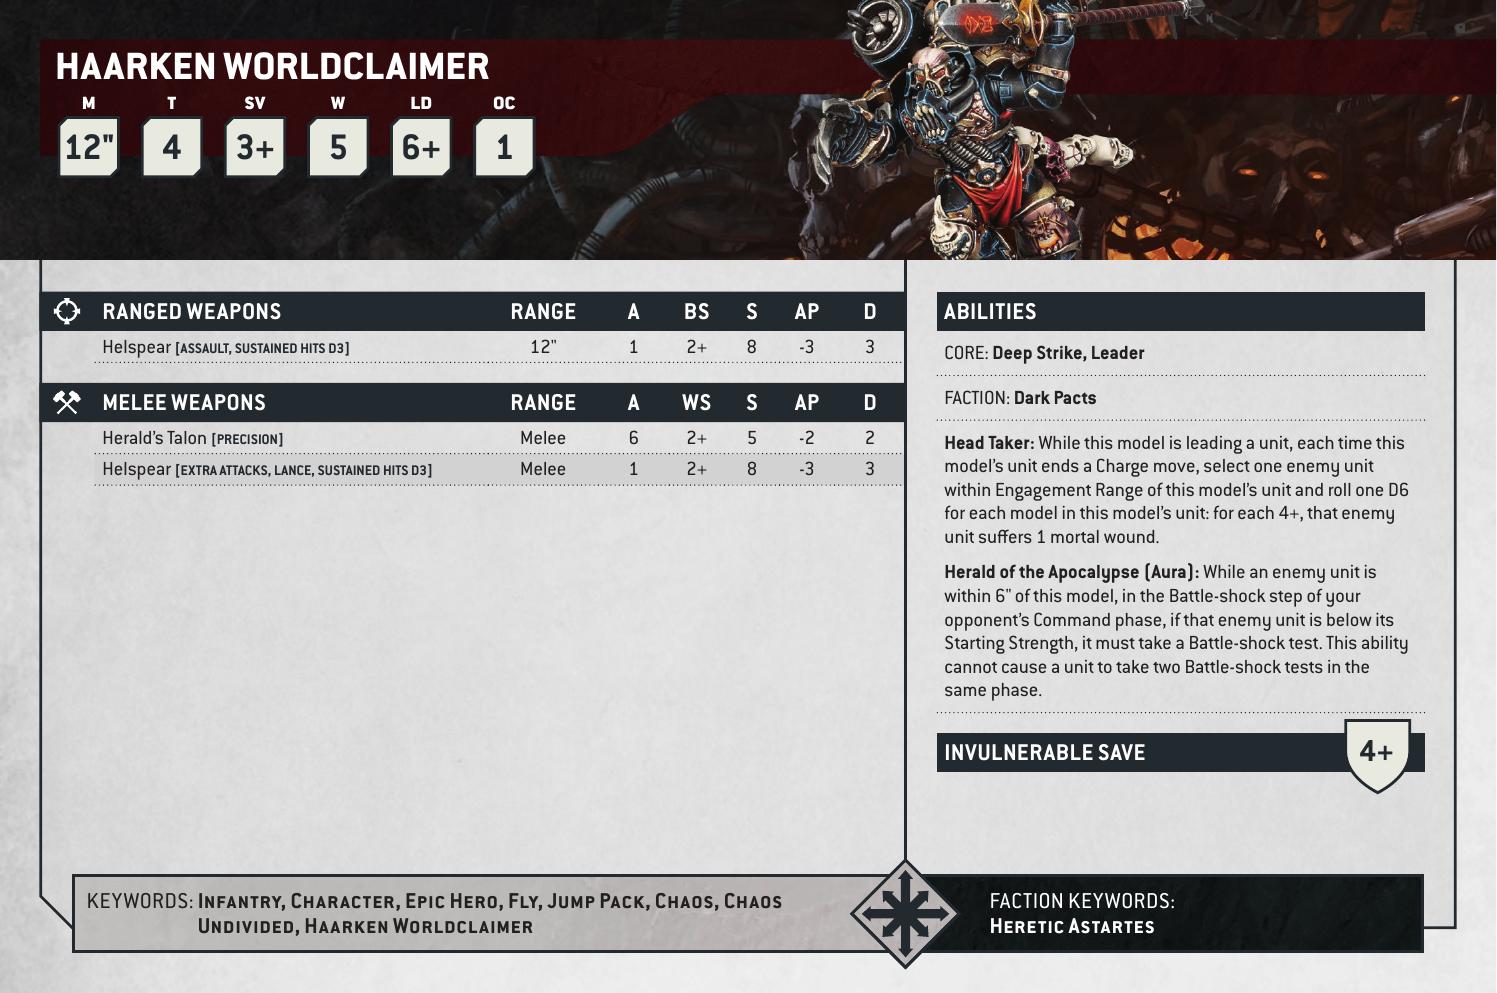 HAARKEN WORLDCLAIMER
M T SV W LD OC
12" 4 3+ 5 6+ 1
RANGED WEAPONS RANGE A BS S AP D
Helspear [ASSAULT, SUSTAINED HITS D3] 12" 1 2+ 8 -3 3
MELEE WEAPONS RANGE A WS S AP D
Herald's Talon [PRECISION] Melee 6 2+ 5 -2 2
Helspear [EXTRA ATTACKS, LANCE, SUSTAINED HITS D3] Melee 1 2+ 8 -3 3
ABILITIES
CORE: Deep Strike, Leader
FACTION: Dark Pacts
Head Taker: While this model is leading a unit, each time this
model's unit ends a Charge move, select one enemy unit
within Engagement Range of this model's unit and roll one D6
for each model in this model's unit: for each 4+, that enemy
unit suffers 1 mortal wound.
Herald of the Apocalypse (Aura): While an enemy unit is
within 6" of this model, in the Battle-shock step of your
opponent's Command phase, if that enemy unit is below its
Starting Strength, it must take a Battle-shock test. This ability
cannot cause a unit to take two Battle-shock tests in the
same phase.
INVULNERABLE SAVE 4+
KEYWORDS: INFANTRY, CHARACTER, EPIC HERO, FLY, JUMP PACK, CHAOS, CHAOS
UNDIVIDED, HAARKEN WORLDCLAIMER
FACTION KEYWORDS:
HERETIC ASTARTES